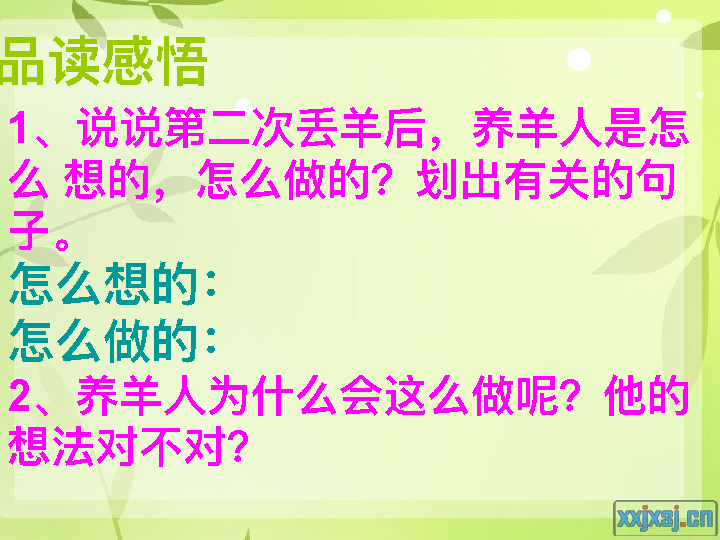 品读感悟
1、说说第二次丢羊后，养羊人是怎
么 想的，怎么做的？划出有关的句
子。
怎么想的：
怎么做的：
2、养羊人为什么会这么做呢？他的
想法对不对？
xxjxsj.cn